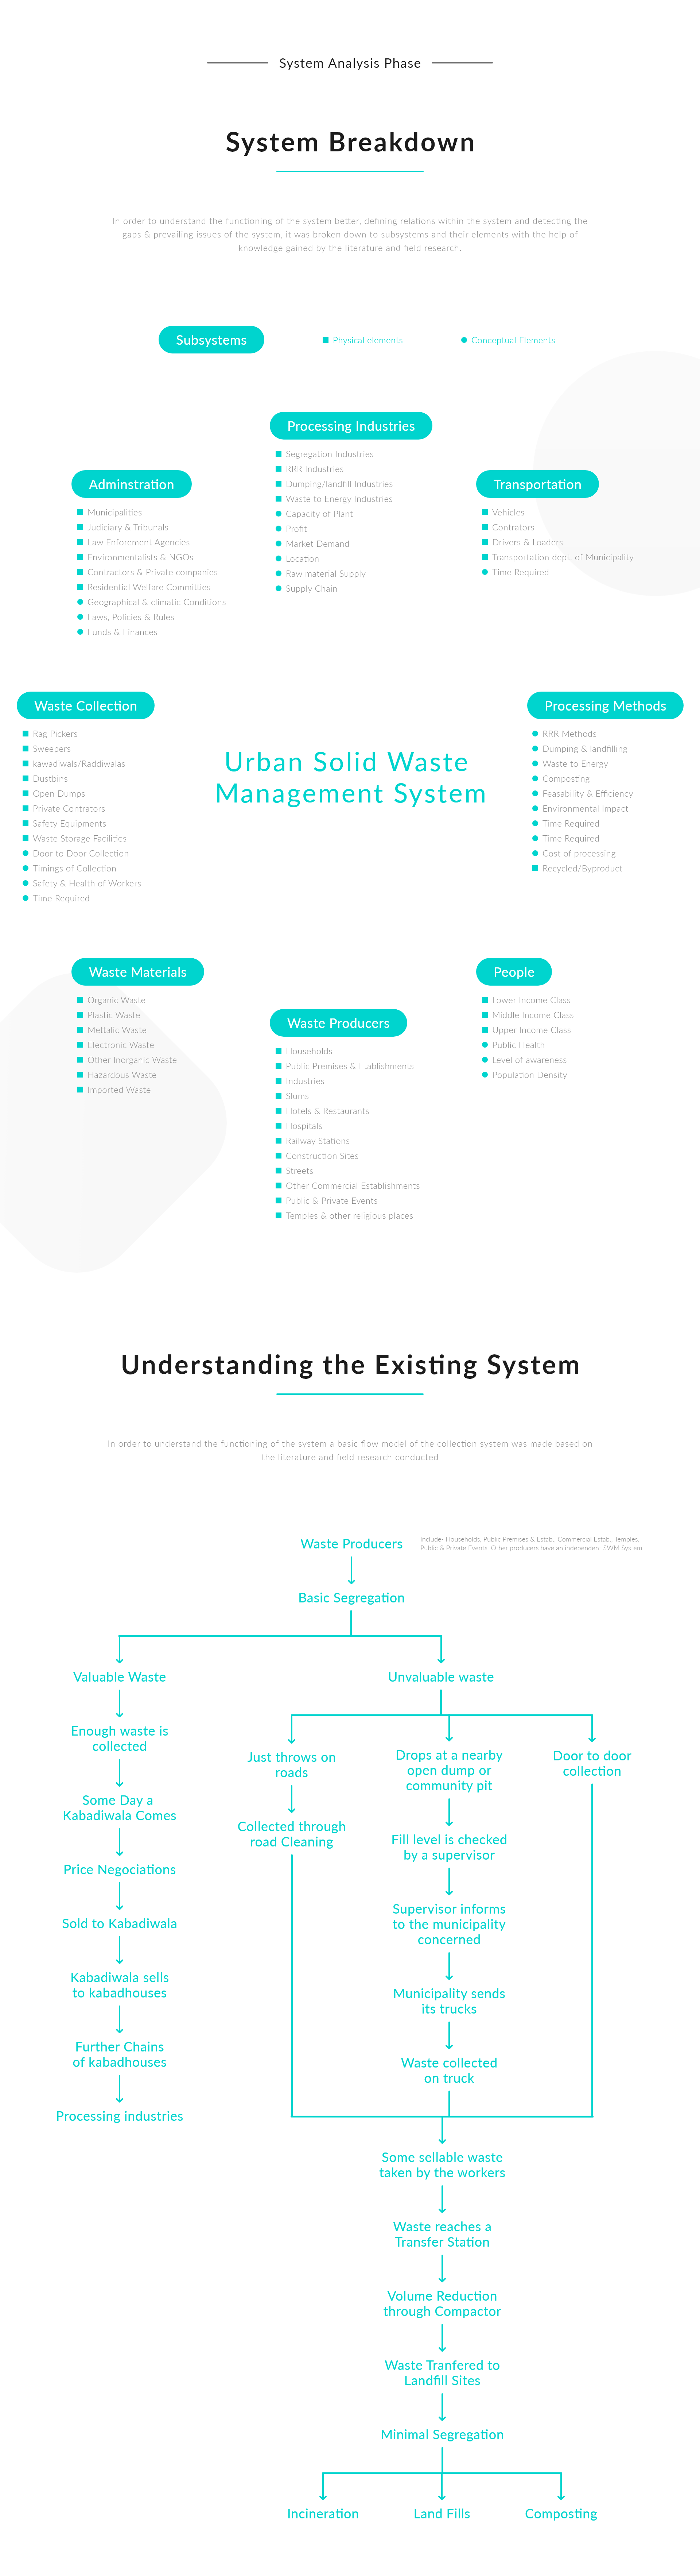 System Analysis Phase
System Breakdown
In order to understand the functioning of the system better, defining relations within the system and detecting the
gaps & prevailing issues of the system, it was broken down to subsystems and their elements with the help of
knowledge gained by the literature and field research.
Subsystems
Physical elements
Conceptual Elements
Processing Industries
Segregation Industries
RRR Industries
Dumping/landfill Industries
Waste to Energy Industries
Capacity of Plant
Profit
Market Demand
Location
Raw material Supply
Supply Chain
Adminstration
Municipalities
Judiciary & Tribunals
Law Enforement Agencies
Environmentalists & NGOs
Contractors & Private companies
Residential Welfare Committies
Geographical & climatic Conditions
Laws, Policies & Rules
Funds & Finances
Transportation
Vehicles
Contrators
Drivers & Loaders
Transportation dept. of Municipality
Time Required
Waste Collection
Rag Pickers
Sweepers
kawadiwals/Raddiwalas
Dustbins
Open Dumps
Private Contrators
Safety Equipments
Waste Storage Facilities
Door to Door Collection
Timings of Collection
Safety & Health of Workers
Time Required
Urban Solid Waste
Management System
Processing Methods
RRR Methods
Dumping & landfilling
Waste to Energy
Composting
Feasability & Efficiency
Environmental Impact
Time Required
Time Required
Cost of processing
Recycled/Byproduct
Waste Materials
Organic Waste
Plastic Waste
Mettalic Waste
Electronic Waste
Other Inorganic Waste
Hazardous Waste
Imported Waste
Waste Producers
Households
Public Premises & Etablishments
Industries
Slums
Hotels & Restaurants
Hospitals
Railway Stations
Construction Sites
Streets
Other Commercial Establishments
Public & Private Events
Temples & other religious places
People
Lower Income Class
Middle Income Class
Upper Income Class
Public Health
Level of awareness
Population Density
Understanding the Existing System
In order to understand the functioning of the system a basic flow model of the collection system was made based on
the literature and field research conducted
Waste Producers
Include- Households, Public Premises & Estab., Commercial Estab., Temples,
Public & Private Events. Other producers have an independent SWM System.
Basic Segregation
Valuable Waste
Enough waste is
collected
Some Day a
Kabadiwala Comes
Price Negociations
Sold to Kabadiwala
Kabadiwala sells
to kabadhouses
Further Chains
of kabadhouses
Processing industries
Unvaluable waste
Just throws on
roads
Collected through
road Cleaning
Drops at a nearby
open dump or
community pit
Fill level is checked
by a supervisor
Supervisor informs
to the municipality
concerned
Municipality sends
its trucks
Waste collected
on truck
Door to door
collection
Some sellable waste
taken by the workers
Waste reaches a
Transfer Station
Volume Reduction
through Compactor
Waste Tranfered to
Landfill Sites
Minimal Segregation
Incineration
Land Fills
Composting